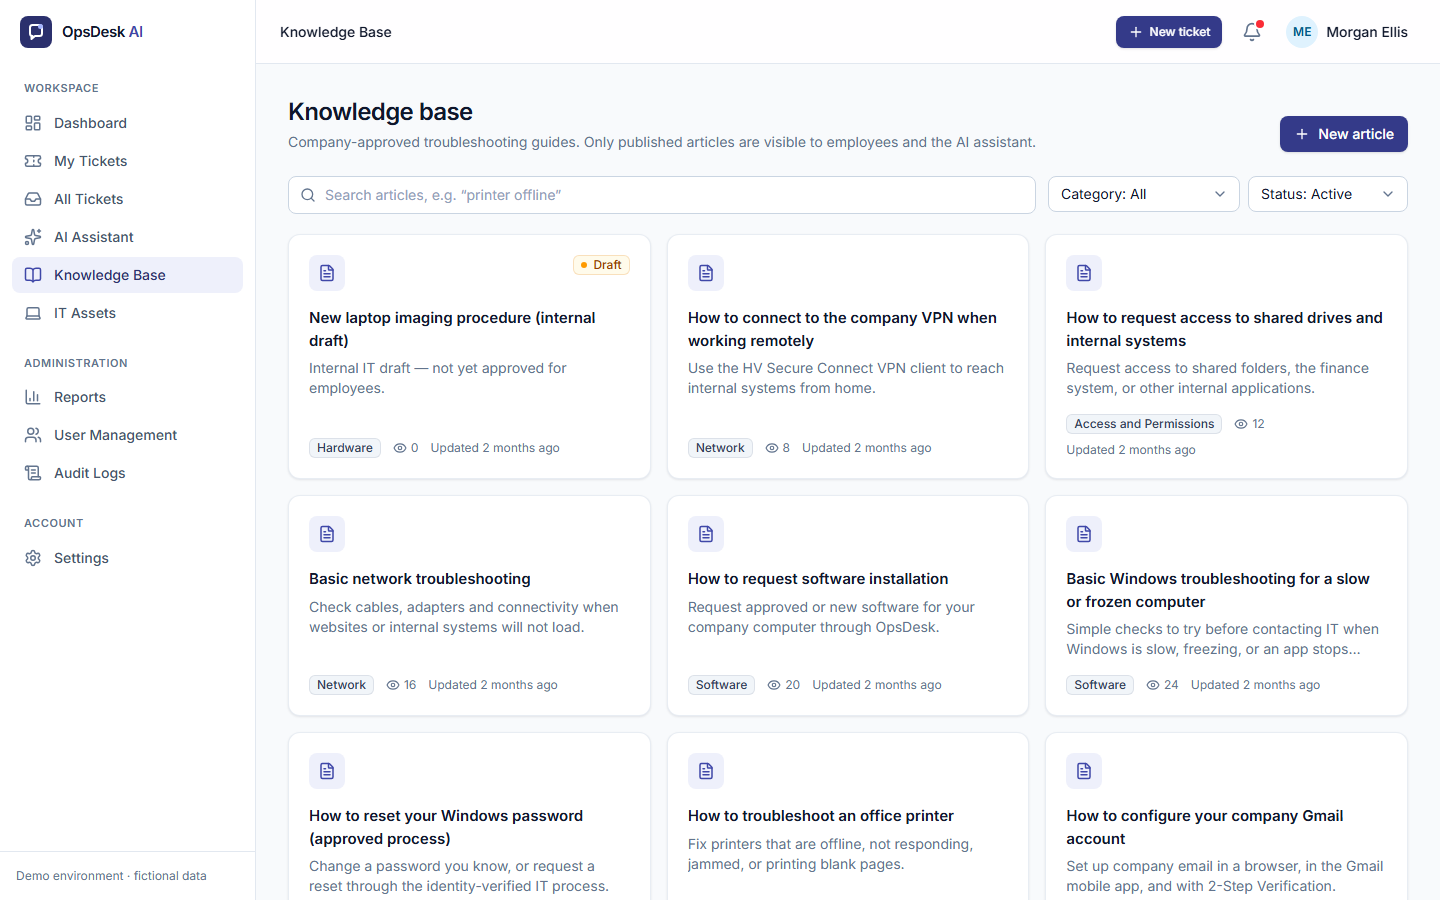 OpsDesk AI
WORKSPACE
Dashboard
My Tickets
All Tickets
AI Assistant
Knowledge Base
IT Assets
ADMINISTRATION
Reports
User Management
Audit Logs
ACCOUNT
Settings
Demo environment · fictional data
Knowledge Base
New ticket
ME
Morgan Ellis
Knowledge base
Company-approved troubleshooting guides. Only published articles are visible to employees and the AI assistant.
New article
Search articles, e.g. “printer offline”
Category: All
Status: Active
Draft
New laptop imaging procedure (internal
draft)
Internal IT draft — not yet approved for
employees.
Hardware 0 Updated 2 months ago
How to connect to the company VPN when
working remotely
Use the HV Secure Connect VPN client to reach
internal systems from home.
Network 8 Updated 2 months ago
How to request access to shared drives and
internal systems
Request access to shared folders, the finance
system, or other internal applications.
Access and Permissions 12
Updated 2 months ago
Basic network troubleshooting
Check cables, adapters and connectivity when
websites or internal systems will not load.
Network 16 Updated 2 months ago
How to request software installation
Request approved or new software for your
company computer through OpsDesk.
Software 20 Updated 2 months ago
Basic Windows troubleshooting for a slow
or frozen computer
Simple checks to try before contacting IT when
Windows is slow, freezing, or an app stops...
Software 24 Updated 2 months ago
How to reset your Windows password
(approved process)
Change a password you know, or request a
reset through the identity-verified IT process.
How to troubleshoot an office printer
Fix printers that are offline, not responding,
jammed, or printing blank pages.
How to configure your company Gmail
account
Set up company email in a browser, in the Gmail
mobile app, and with 2-Step Verification.